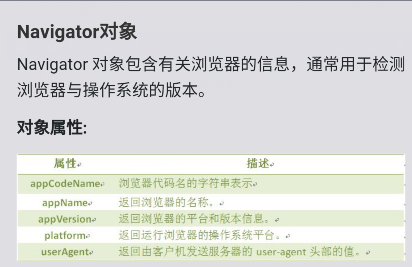 Navigator对象
Navigator 对象包含有关浏览器的信息，通常用于检测
浏览器与操作系统的版本。
对象属性:
属性 描述
appCodeName 浏览器代码名的字符串表示
appName 返回浏览器的名称。
appVersion 返回浏览器的平台和版本信息。
platform 返回运行浏览器的操作系统平台。
userAgent 返回由客户机发送服务器的 user-agent 头部的值。